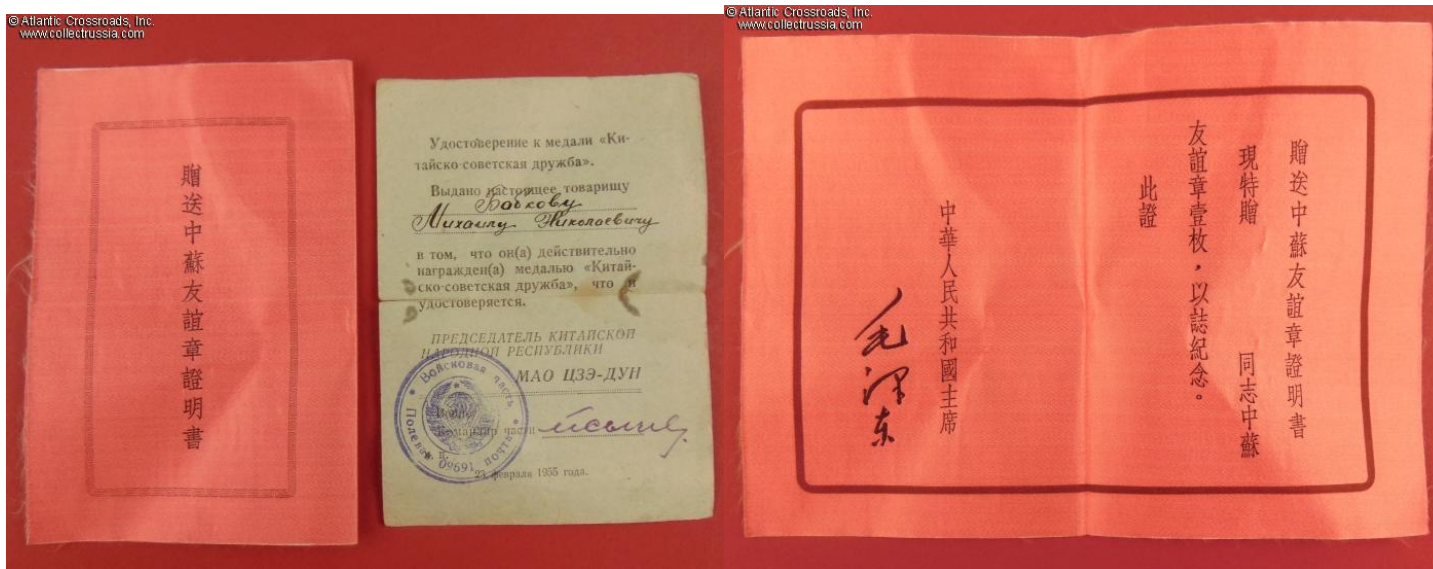 © Atlantic Crossroads, Inc.
www.collectrussia.com
贈送中蘇友誼章證明書
Удостоверение к медали «Ки-
тайско-советская дружба».
Выдано настоящее товарищу
Бочкову
Михаилу Николаевичу
в том, что он(а) действительно
награжден(а) медалью «Китай-
ско-советская дружба», что и
удостоверяется.
ПРЕДСЕДАТЕЛЬ КИТАЙСКОЙ
НАРОДНОЙ РЕСПУБЛИКИ
МАО ЦЗЭ-ДУН
Войсковая часть
Полевая почта
09691
Командир части
23 февраля 1955 года.
© Atlantic Crossroads, Inc.
www.collectrussia.com
贈送中蘇友誼章證明書
現特贈 同志中蘇
友誼章壹枚，以誌紀念。
此證
中華人民共和國主席
毛澤东